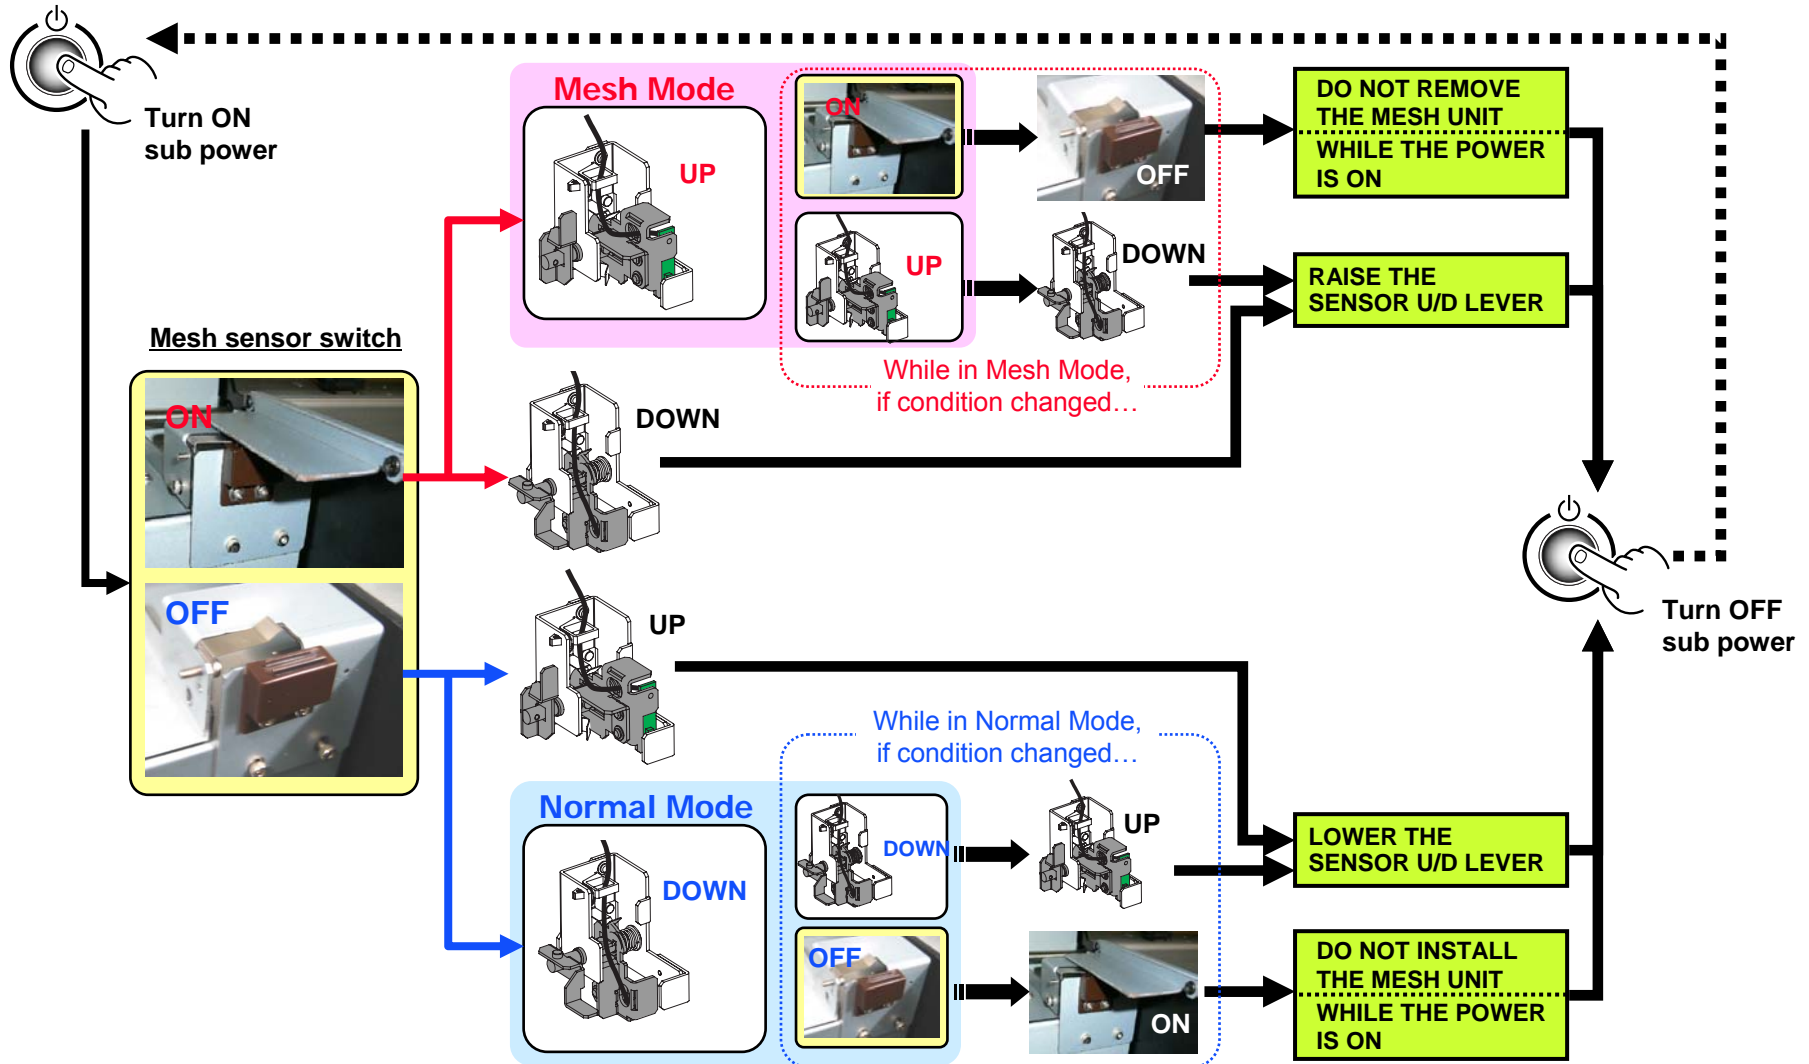 Turn ON
sub power
Mesh Mode
UP
ON
OFF
DO NOT REMOVE
THE MESH UNIT
WHILE THE POWER
IS ON
UP
DOWN
RAISE THE
SENSOR U/D LEVER
While in Mesh Mode,
if condition changed…
Mesh sensor switch
ON
DOWN
OFF
UP
Turn OFF
sub power
While in Normal Mode,
if condition changed…
Normal Mode
DOWN
DOWN
UP
LOWER THE
SENSOR U/D LEVER
OFF
ON
DO NOT INSTALL
THE MESH UNIT
WHILE THE POWER
IS ON